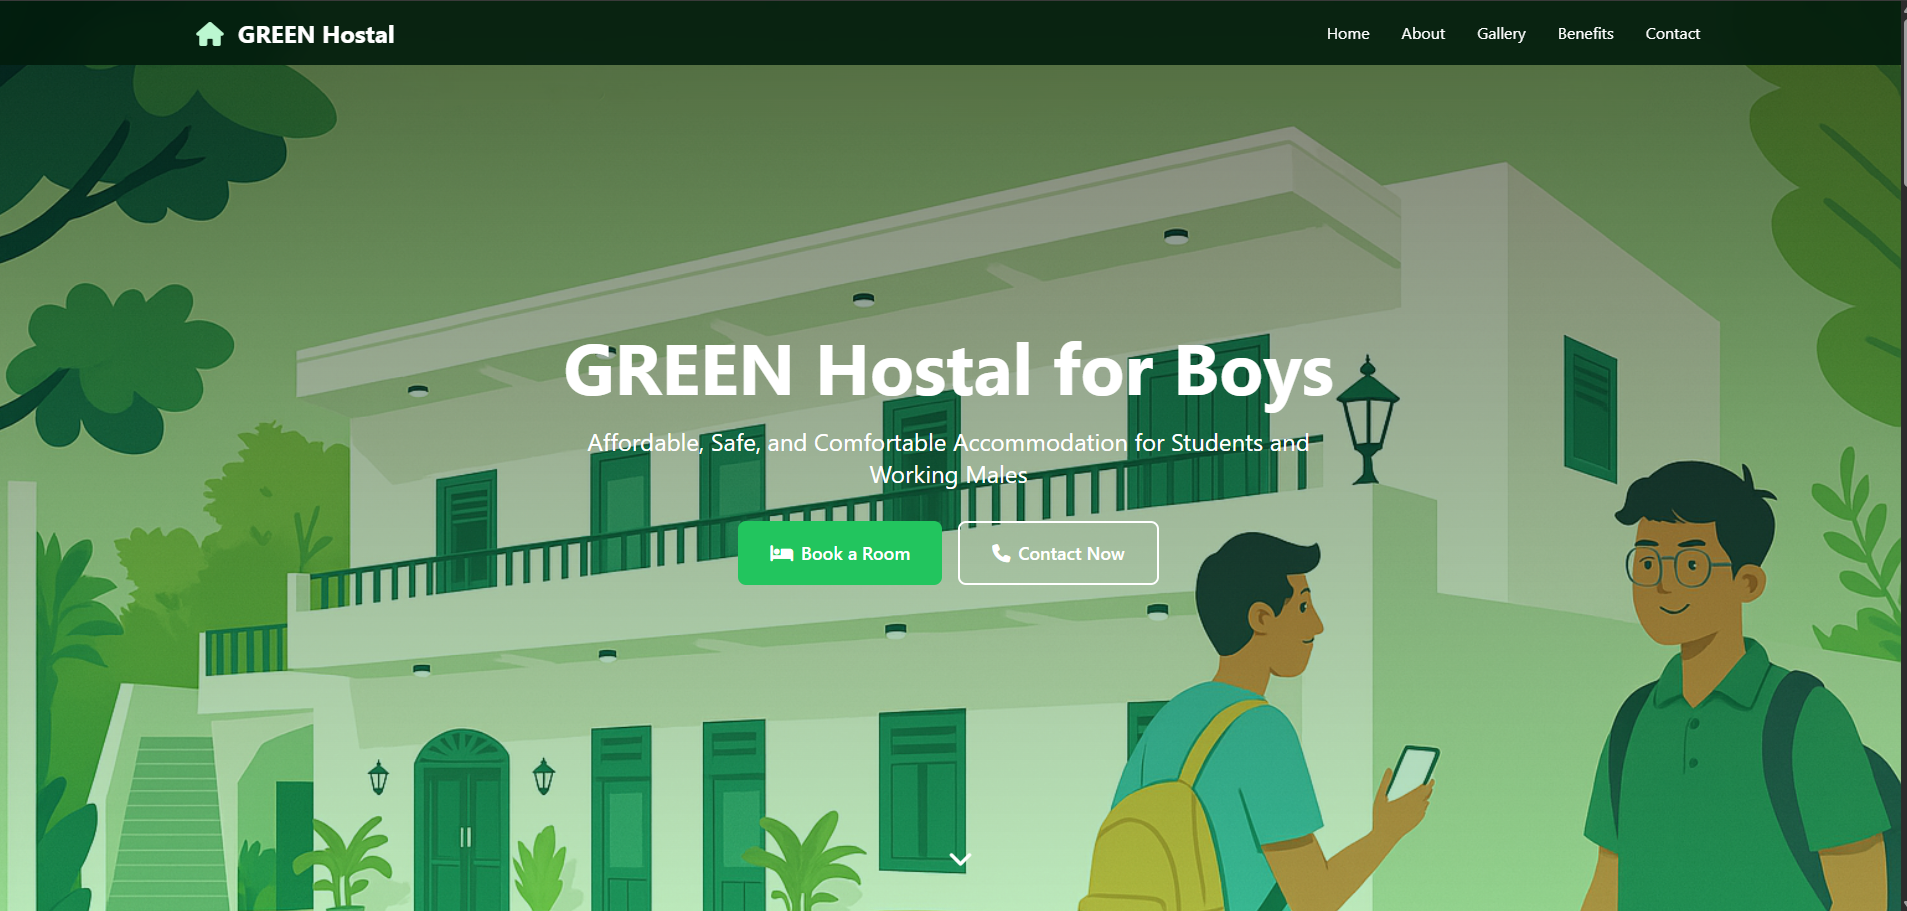 GREEN Hostal
Home
About
Gallery
Benefits
Contact
GREEN Hostal for Boys
Affordable, Safe, and Comfortable Accommodation for Students and
Working Males
Book a Room
Contact Now